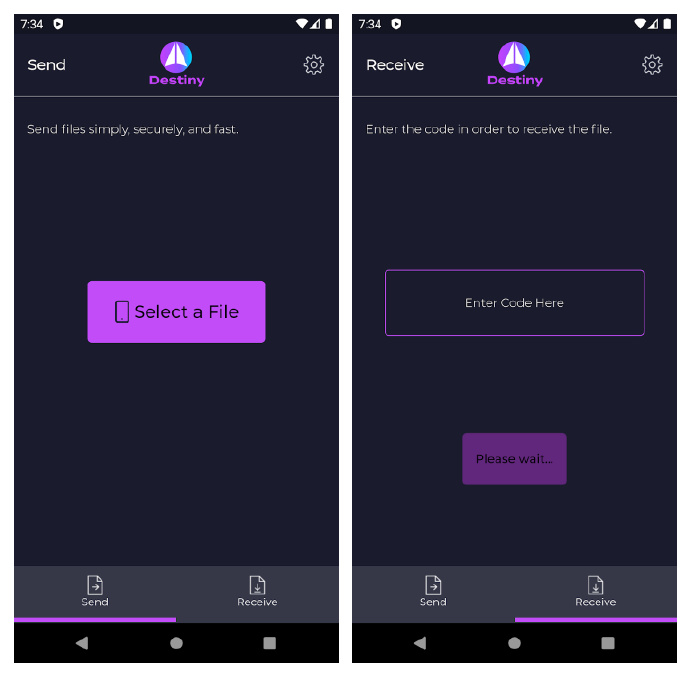 7:34
Send
Destiny
Send files simply, securely, and fast.
Select a File
Send
Receive
7:34
Receive
Destiny
Enter the code in order to receive the file.
Enter Code Here
Please wait...
Send
Receive